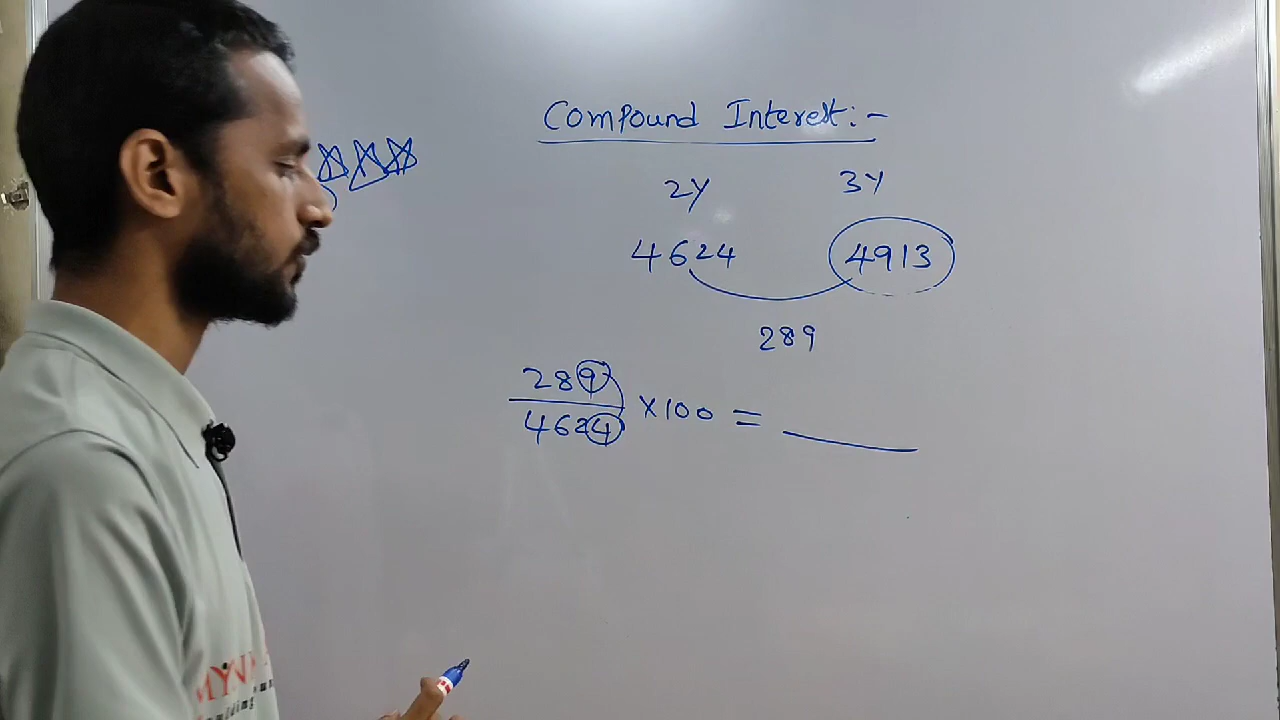 Compound Interest:-
2Y 3Y
4624 4913
289
289
4624
×100 =